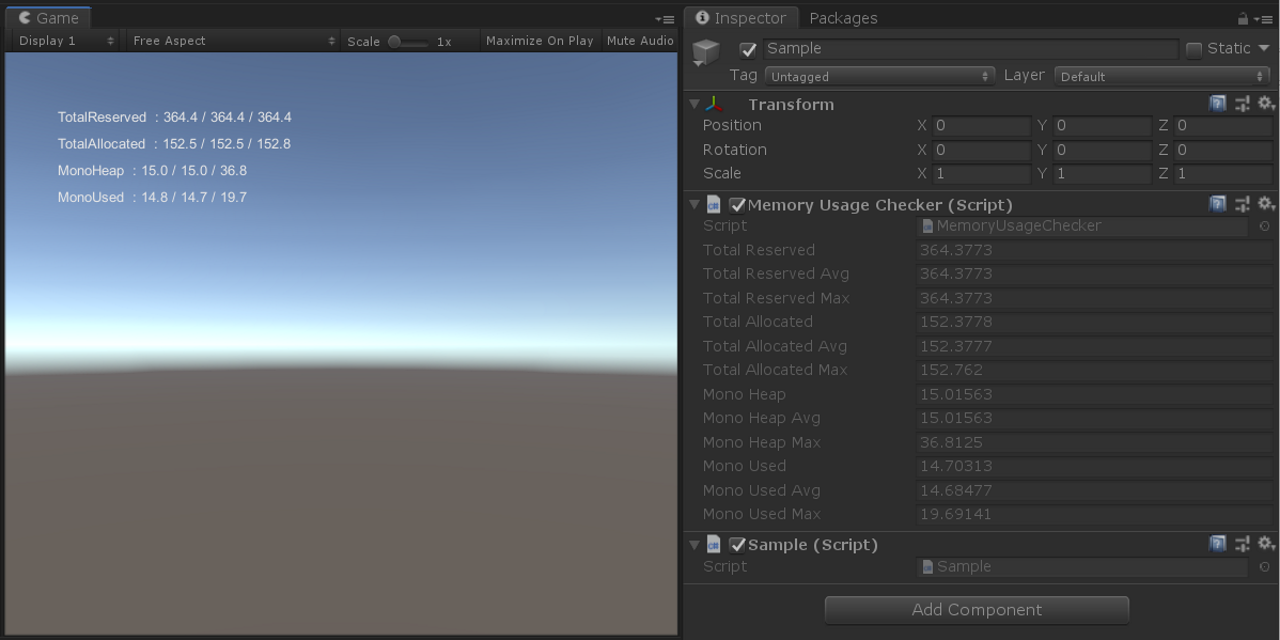 Game
Display 1 Free Aspect Scale 1x Maximize On Play Mute Audio
TotalReserved : 364.4 / 364.4 / 364.4
TotalAllocated : 152.5 / 152.5 / 152.8
MonoHeap : 15.0 / 15.0 / 36.8
MonoUsed : 14.8 / 14.7 / 19.7
Inspector Packages
Sample Static
Tag Untagged Layer Default
Transform
Position X 0 Y 0 Z 0
Rotation X 0 Y 0 Z 0
Scale X 1 Y 1 Z 1
Memory Usage Checker (Script)
Script MemoryUsageChecker
Total Reserved 364.3773
Total Reserved Avg 364.3773
Total Reserved Max 364.3773
Total Allocated 152.3778
Total Allocated Avg 152.3777
Total Allocated Max 152.762
Mono Heap 15.01563
Mono Heap Avg 15.01563
Mono Heap Max 36.8125
Mono Used 14.70313
Mono Used Avg 14.68477
Mono Used Max 19.69141
Sample (Script)
Script Sample
Add Component